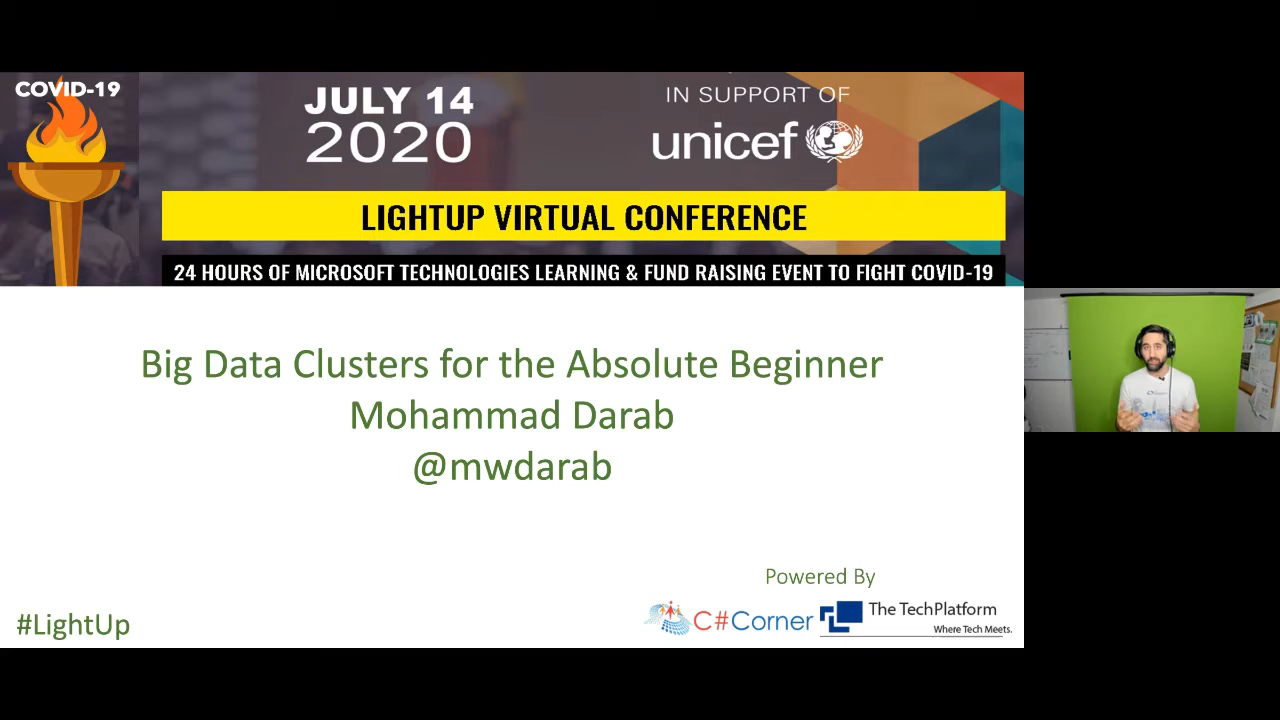 COVID-19
JULY 14
2020
IN SUPPORT OF
unicef
LIGHTUP VIRTUAL CONFERENCE
24 HOURS OF MICROSOFT TECHNOLOGIES LEARNING & FUND RAISING EVENT TO FIGHT COVID-19
Big Data Clusters for the Absolute Beginner
Mohammad Darab
@mwdarab
Powered By
#LightUp
C#Corner
The TechPlatform
Where Tech Meets.